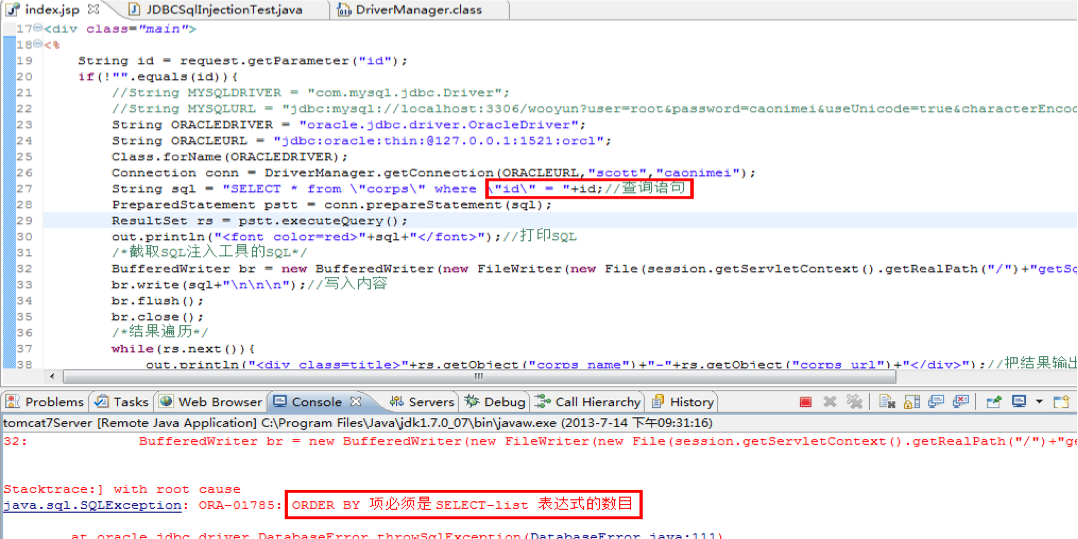 index.jsp JDBCSqlInjectionTest.java DriverManager.class
17 <div class="main">
18 <%
19 String id = request.getParameter("id");
20 if(!"".equals(id)){
21 //String MYSQLDRIVER = "com.mysql.jdbc.Driver";
22 //String MYSQLURL = "jdbc:mysql://localhost:3306/wooyun?user=root&password=caonimei&useUnicode=true&characterEncod
23 String ORACLEDRIVER = "oracle.jdbc.driver.OracleDriver";
24 String ORACLEURL = "jdbc:oracle:thin:@127.0.0.1:1521:orcl";
25 Class.forName(ORACLEDRIVER);
26 Connection conn = DriverManager.getConnection(ORACLEURL,"scott","caonimei");
27 String sql = "SELECT * from \"corps\" where \"id\" = "+id;//查询语句
28 PreparedStatement pstt = conn.prepareStatement(sql);
29 ResultSet rs = pstt.executeQuery();
30 out.println("<font color=red>"+sql+"</font>");//打印SQL
31 /*截取SQL注入工具的SQL*/
32 BufferedWriter br = new BufferedWriter(new FileWriter(new File(session.getServletContext().getRealPath("/")+"getSq
33 br.write(sql+"\n\n\n");//写入内容
34 br.flush();
35 br.close();
36 /*结果遍历*/
37 while(rs.next()){
38 out.println("<div class=title>"+rs.getObject("corps_name")+"-"+rs.getObject("corps_url")+"</div>");//把结果输出
Problems Tasks Web Browser Console Servers Debug Call Hierarchy History
tomcat7Server [Remote Java Application] C:\Program Files\Java\jdk1.7.0_07\bin\javaw.exe (2013-7-14 下午09:31:16)
32: BufferedWriter br = new BufferedWriter(new FileWriter(new File(session.getServletContext().getRealPath("/")+"ge
Stacktrace:] with root cause
java.sql.SQLException: ORA-01785: ORDER BY 项必须是 SELECT-list 表达式的数目
at oracle.jdbc.driver.DatabaseError.throwSqlException(DatabaseError.java:111)